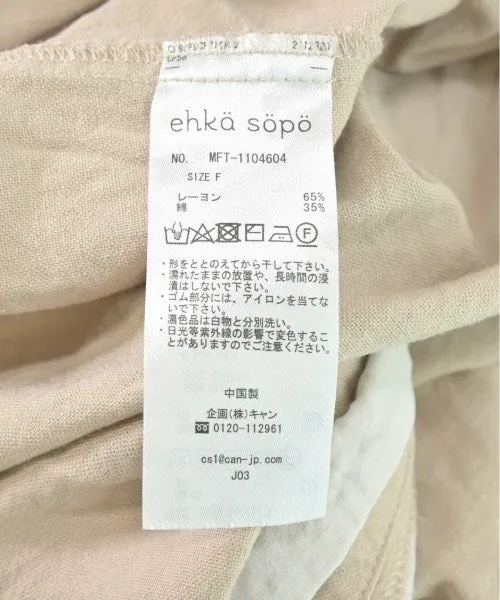 ehkä söpö
NO. MFT-1104604
SIZE F
レーヨン 65%
綿 35%
・形をととのえてから干して下さい。
・濡れたままの放置や、長時間の浸
漬はしないで下さい。
・ゴム部分には、アイロンを当てな
いで下さい。
・濃色品は白物と分別洗い。
・日光等紫外線の影響で変色するこ
とがありますのでご注意ください。
中国製
企画(株)キャン
0120-112961
cs1@can-jp.com
J03